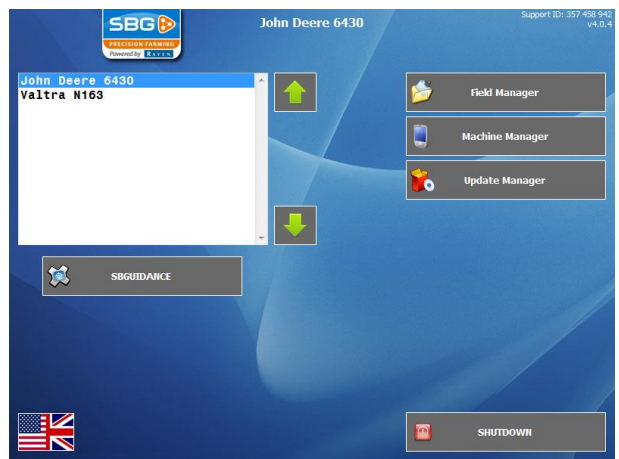 SBG
PRECISION FARMING
Powered by RAVEN
John Deere 6430
Support ID: 357 458 942
v4.0.4
John Deere 6430
Valtra N163
Field Manager
Machine Manager
Update Manager
SBGUIDANCE
SHUTDOWN